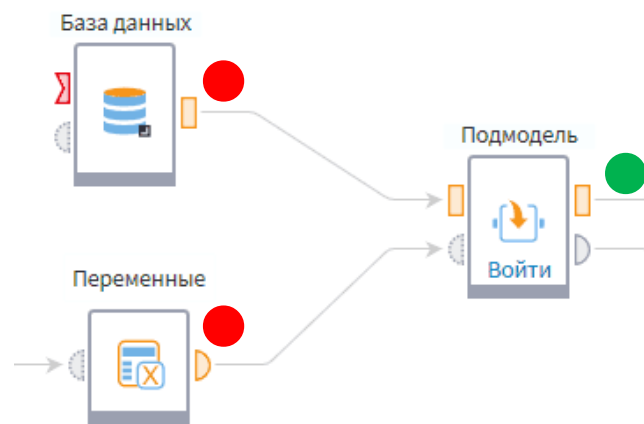 База данных
Подмодель
Войти
Переменные
X